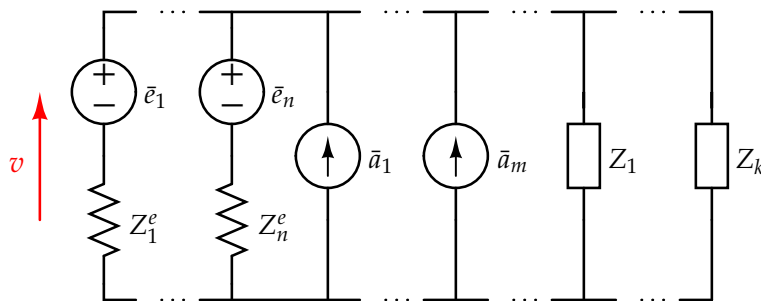 ··· ··· ··· ···
+ − ē₁ + − ēₙ
v ā₁ āₘ Z₁ Zₖ
Z₁ᵉ Zₙᵉ
··· ··· ··· ···